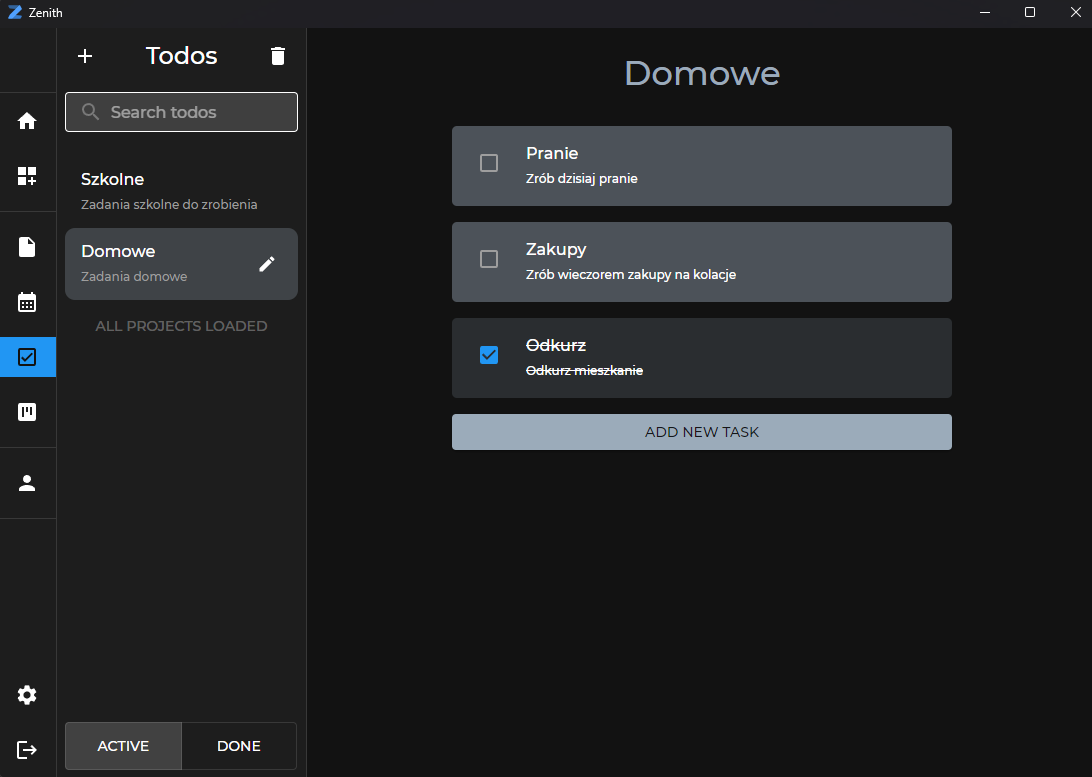 Zenith
Todos
Search todos
Szkolne
Zadania szkolne do zrobienia
Domowe
Zadania domowe
ALL PROJECTS LOADED
ACTIVE
DONE
Domowe
Pranie
Zrób dzisiaj pranie
Zakupy
Zrób wieczorem zakupy na kolacje
Odkurz
Odkurz mieszkanie
ADD NEW TASK